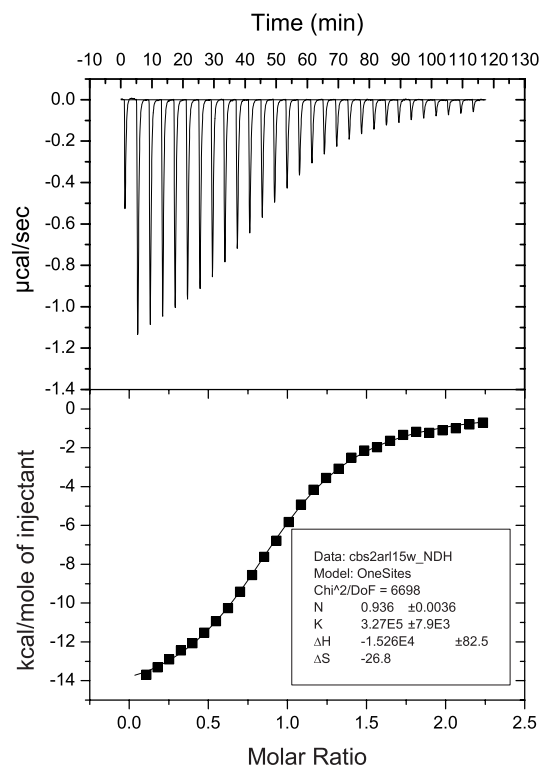 Time (min)
-10 0 10 20 30 40 50 60 70 80 90 100 110 120 130
0.0
-0.2
-0.4
-0.6
-0.8
-1.0
-1.2
-1.4
µcal/sec
0
-2
-4
-6
-8
-10
-12
-14
kcal/mole of injectant
Data: cbs2arl15w_NDH
Model: OneSites
Chi^2/DoF = 6698
N 0.936 ±0.0036
K 3.27E5 ±7.9E3
ΔH -1.526E4 ±82.5
ΔS -26.8
0.0 0.5 1.0 1.5 2.0 2.5
Molar Ratio